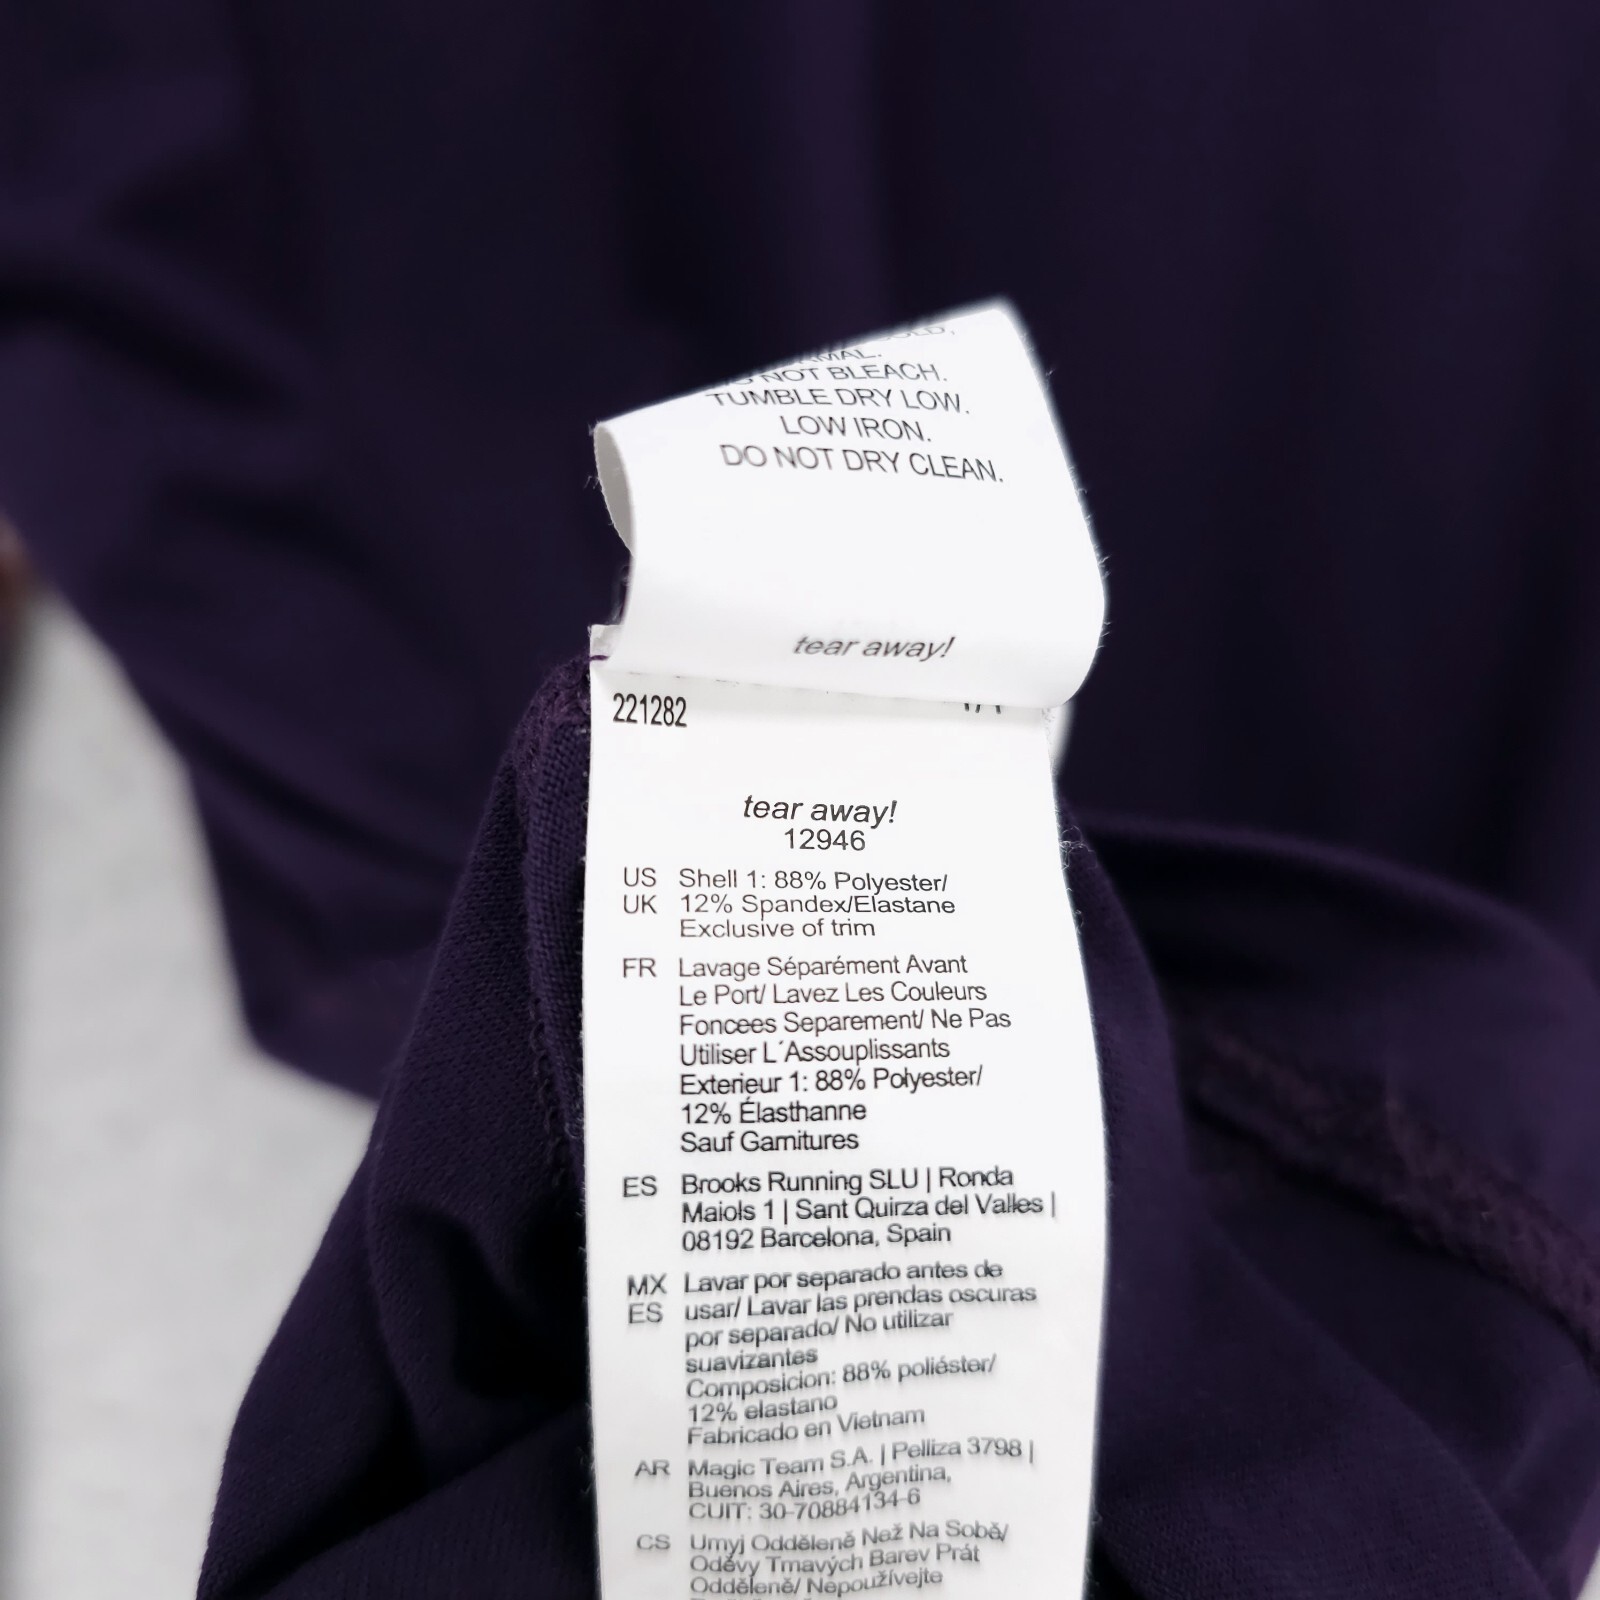 NOT BLEACH.
TUMBLE DRY LOW.
LOW IRON.
DO NOT DRY CLEAN.
tear away!
221282
tear away!
12946
US Shell 1: 88% Polyester/
UK 12% Spandex/Elastane
Exclusive of trim
FR Lavage Séparément Avant
Le Port/ Lavez Les Couleurs
Foncees Separement/ Ne Pas
Utiliser L´Assouplissants
Exterieur 1: 88% Polyester/
12% Élasthanne
Sauf Garnitures
ES Brooks Running SLU | Ronda
Maiols 1 | Sant Quirza del Valles |
08192 Barcelona, Spain
MX Lavar por separado antes de
ES usar/ Lavar las prendas oscuras
por separado/ No utilizar
suavizantes
Composicion: 88% poliéster/
12% elastano
Fabricado en Vietnam
AR Magic Team S.A. | Pelliza 3798 |
Buenos Aires, Argentina,
CUIT: 30-70884134-6
CS Umyj Odděleně Než Na Sobě/
Oděvy Tmavých Barev Prát
Odděleně/ Nepoužívejte